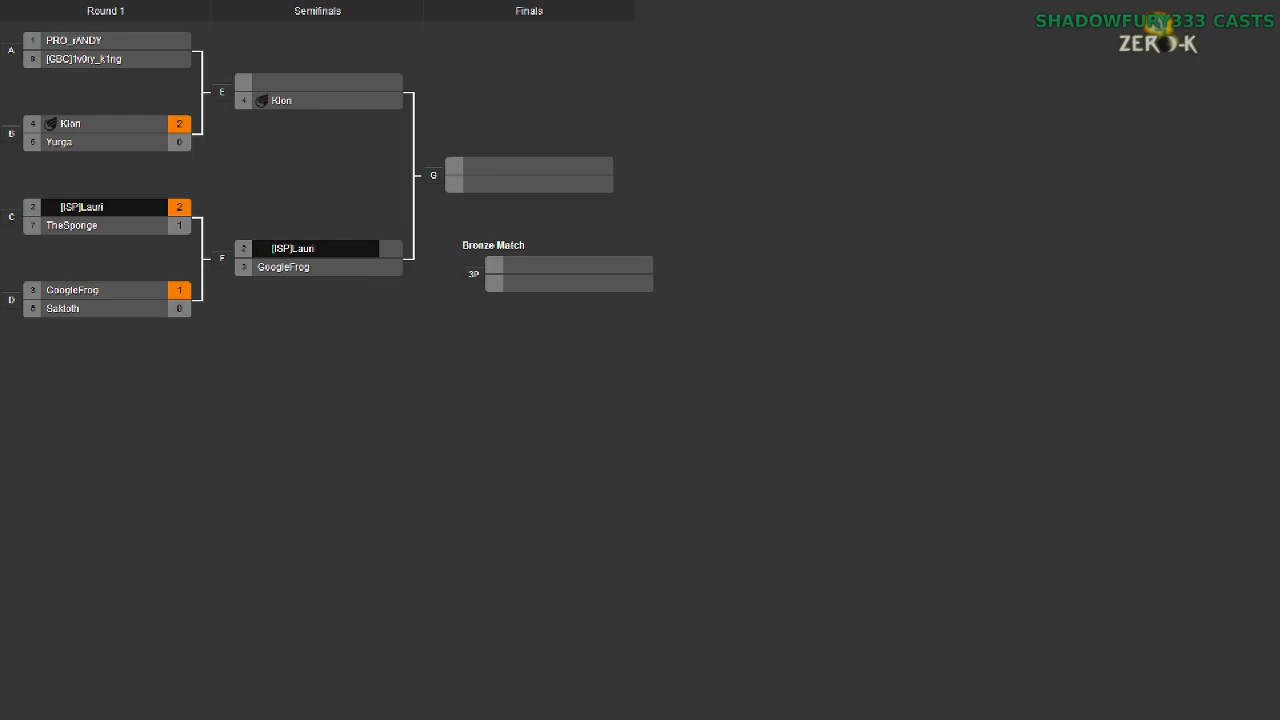 Round 1
Semifinals
Finals
SHADOWFURY333 CASTS
ZERO-K
A
1 PRO_rANDY
8 [GBC]1v0ry_k1ng
B
4 Klon 2
5 Yurga 0
C
2 [ISP]Lauri 2
7 TheSponge 1
D
3 GoogleFrog 1
6 Sakloth 0
E
4 Klon
F
2 [ISP]Lauri
3 GoogleFrog
G
Bronze Match
3P